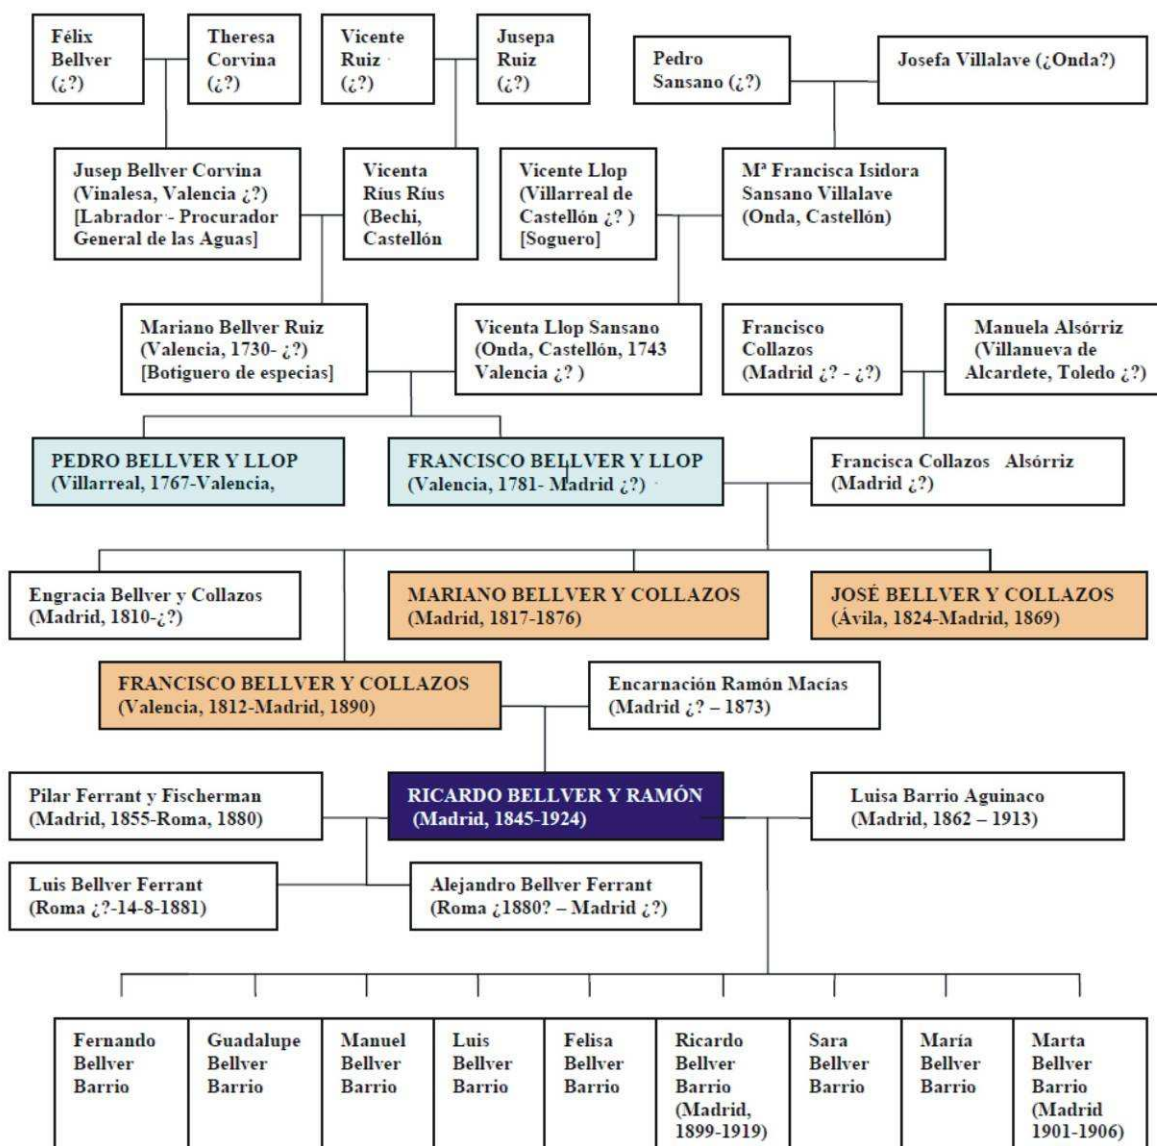 Félix
Bellver
(¿?)
Theresa
Corvina
(¿?)
Vicente
Ruiz
(¿?)
Jusepa
Ruiz
(¿?)
Pedro
Sansano (¿?)
Josefa Villalave (¿Onda?)
Jusep Bellver Corvina
(Vinalesa, Valencia ¿?)
[Labrador - Procurador
General de las Aguas]
Vicenta
Ríus Ríus
(Bechi,
Castellón
Vicente Llop
(Villarreal de
Castellón ¿? )
[Soguero]
Mª Francisca Isidora
Sansano Villalave
(Onda, Castellón)
Mariano Bellver Ruiz
(Valencia, 1730- ¿?)
[Botiguero de especias]
Vicenta Llop Sansano
(Onda, Castellón, 1743
Valencia ¿? )
Francisco
Collazos
(Madrid ¿? - ¿?)
Manuela Alsórriz
(Villanueva de
Alcardete, Toledo ¿?)
PEDRO BELLVER Y LLOP
(Villarreal, 1767-Valencia,
FRANCISCO BELLVER Y LLOP
(Valencia, 1781- Madrid ¿?)
Francisca Collazos Alsórriz
(Madrid ¿?)
Engracia Bellver y Collazos
(Madrid, 1810-¿?)
MARIANO BELLVER Y COLLAZOS
(Madrid, 1817-1876)
JOSÉ BELLVER Y COLLAZOS
(Ávila, 1824-Madrid, 1869)
FRANCISCO BELLVER Y COLLAZOS
(Valencia, 1812-Madrid, 1890)
Encarnación Ramón Macías
(Madrid ¿? – 1873)
Pilar Ferrant y Fischerman
(Madrid, 1855-Roma, 1880)
RICARDO BELLVER Y RAMÓN
(Madrid, 1845-1924)
Luisa Barrio Aguinaco
(Madrid, 1862 – 1913)
Luis Bellver Ferrant
(Roma ¿?-14-8-1881)
Alejandro Bellver Ferrant
(Roma ¿1880? – Madrid ¿?)
Fernando
Bellver
Barrio
Guadalupe
Bellver
Barrio
Manuel
Bellver
Barrio
Luis
Bellver
Barrio
Felisa
Bellver
Barrio
Ricardo
Bellver
Barrio
(Madrid,
1899-1919)
Sara
Bellver
Barrio
María
Bellver
Barrio
Marta
Bellver
Barrio
(Madrid
1901-1906)